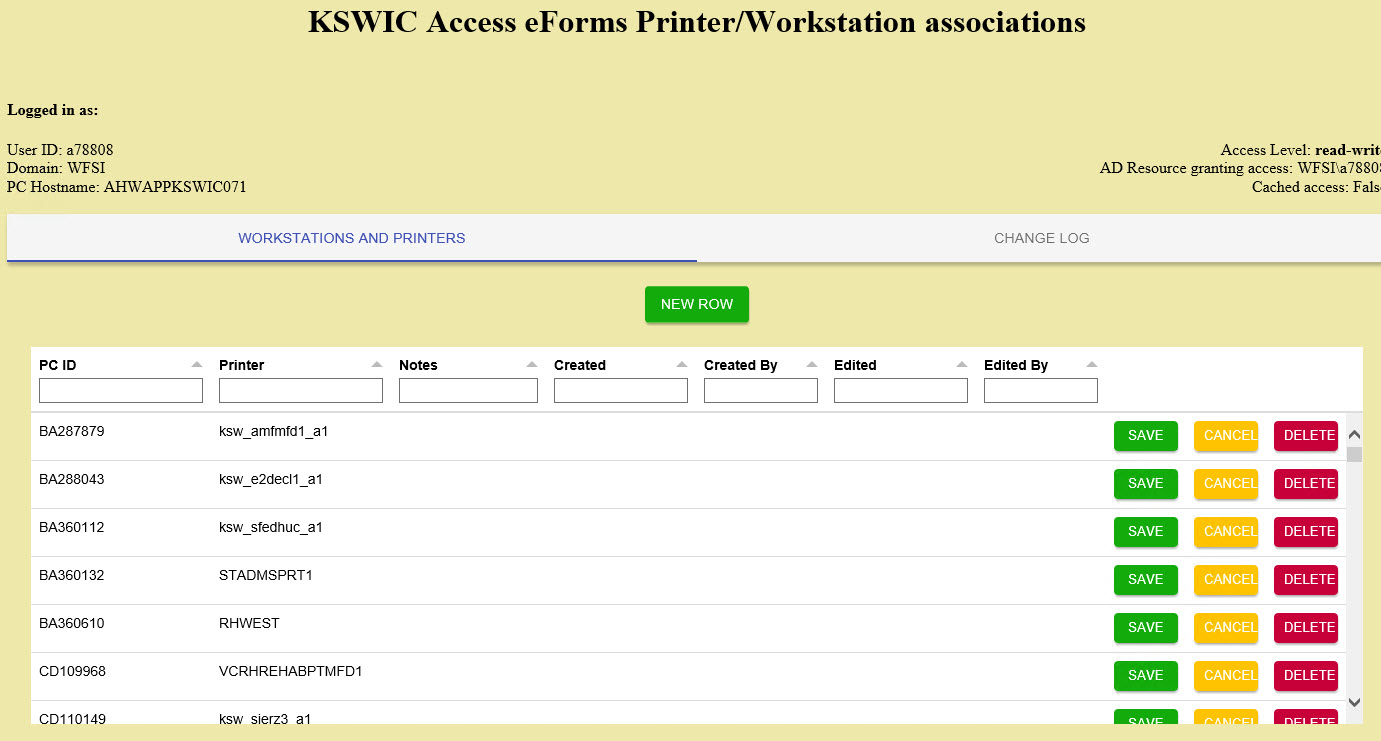 KSWIC Access eForms Printer/Workstation associations
Logged in as:
User ID: a78808
Domain: WFSI
PC Hostname: AHWAPPKSWIC071
Access Level: read-writ
AD Resource granting access: WFSI\a7880
Cached access: Fals
WORKSTATIONS AND PRINTERS CHANGE LOG
NEW ROW
PC ID Printer Notes Created Created By Edited Edited By
BA287879 ksw_amfmfd1_a1 SAVE CANCEL DELETE
BA288043 ksw_e2decl1_a1 SAVE CANCEL DELETE
BA360112 ksw_sfedhuc_a1 SAVE CANCEL DELETE
BA360132 STADMSPRT1 SAVE CANCEL DELETE
BA360610 RHWEST SAVE CANCEL DELETE
CD109968 VCRHREHABPTMFD1 SAVE CANCEL DELETE
CD110149 ksw_sierz3_a1 SAVE CANCEL DELETE